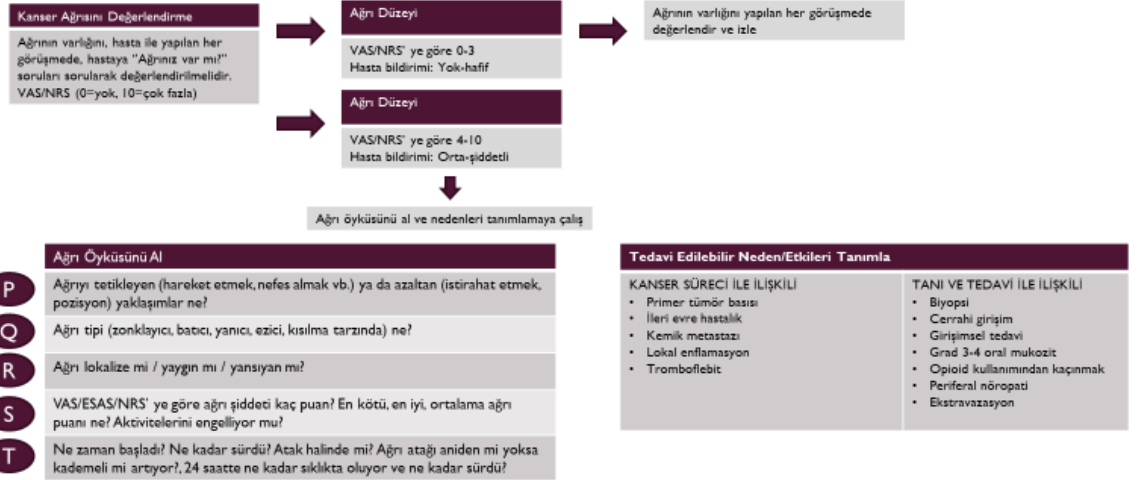 Kanser Ağrısını Değerlendirme
Ağrının varlığını, hasta ile yapılan her
görüşmede, hastaya "Ağrınız var mı?"
soruları sorularak değerlendirilmelidir.
VAS/NRS (0=yok, 10=çok fazla)
Ağrı Düzeyi
VAS/NRS' ye göre 0-3
Hasta bildirimi: Yok-hafif
Ağrının varlığını yapılan her görüşmede
değerlendir ve izle
Ağrı Düzeyi
VAS/NRS' ye göre 4-10
Hasta bildirimi: Orta-şiddetli
Ağrı öyküsünü al ve nedenleri tanımlamaya çalış
Ağrı Öyküsünü Al
P
Ağrıyı tetikleyen (hareket etmek, nefes almak vb.) ya da azaltan (istirahat etmek,
pozisyon) yaklaşımlar ne?
Q
Ağrı tipi (zonklayıcı, batıcı, yanıcı, ezici, kısılma tarzında) ne?
R
Ağrı lokalize mi / yaygın mı / yansıyan mı?
S
VAS/ESAS/NRS' ye göre ağrı şiddeti kaç puan? En kötü, en iyi, ortalama ağrı
puanı ne? Aktivitelerini engelliyor mu?
T
Ne zaman başladı? Ne kadar sürdü? Atak halinde mi? Ağrı atağı aniden mi yoksa
kademeli mi artıyor?, 24 saatte ne kadar sıklıkta oluyor ve ne kadar sürdü?
Tedavi Edilebilir Neden/Etkileri Tanımla
KANSER SÜRECİ İLE İLİŞKİLİ
• Primer tümör basısı
• İleri evre hastalık
• Kemik metastazı
• Lokal enflamasyon
• Tromboflebit
TANI VE TEDAVİ İLE İLİŞKİLİ
• Biyopsi
• Cerrahi girişim
• Girişimsel tedavi
• Grad 3-4 oral mukozit
• Opioid kullanımından kaçınmak
• Periferal nöropati
• Ekstravazasyon